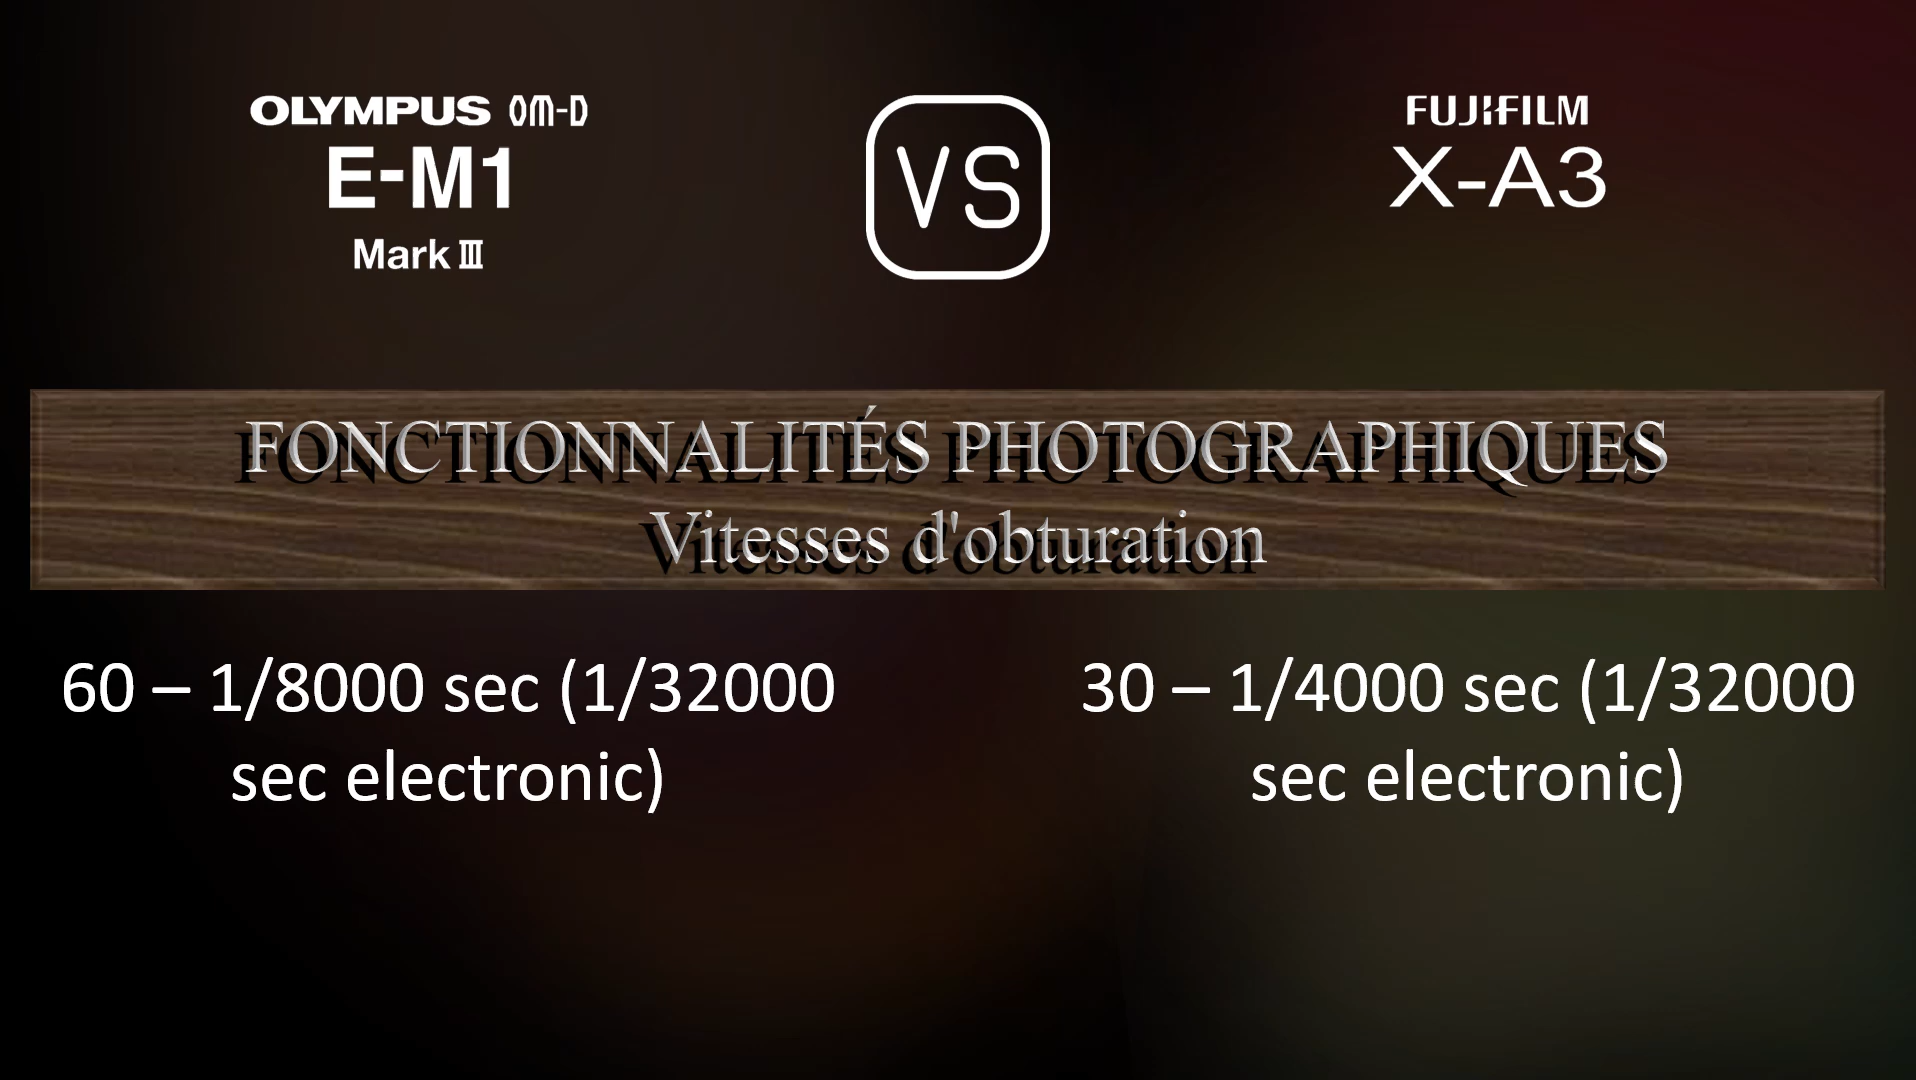 OLYMPUS OM-D
E-M1
Mark III
VS
FUJIFILM
X-A3
FONCTIONNALITÉS PHOTOGRAPHIQUES
Vitesses d'obturation
60 – 1/8000 sec (1/32000
sec electronic)
30 – 1/4000 sec (1/32000
sec electronic)